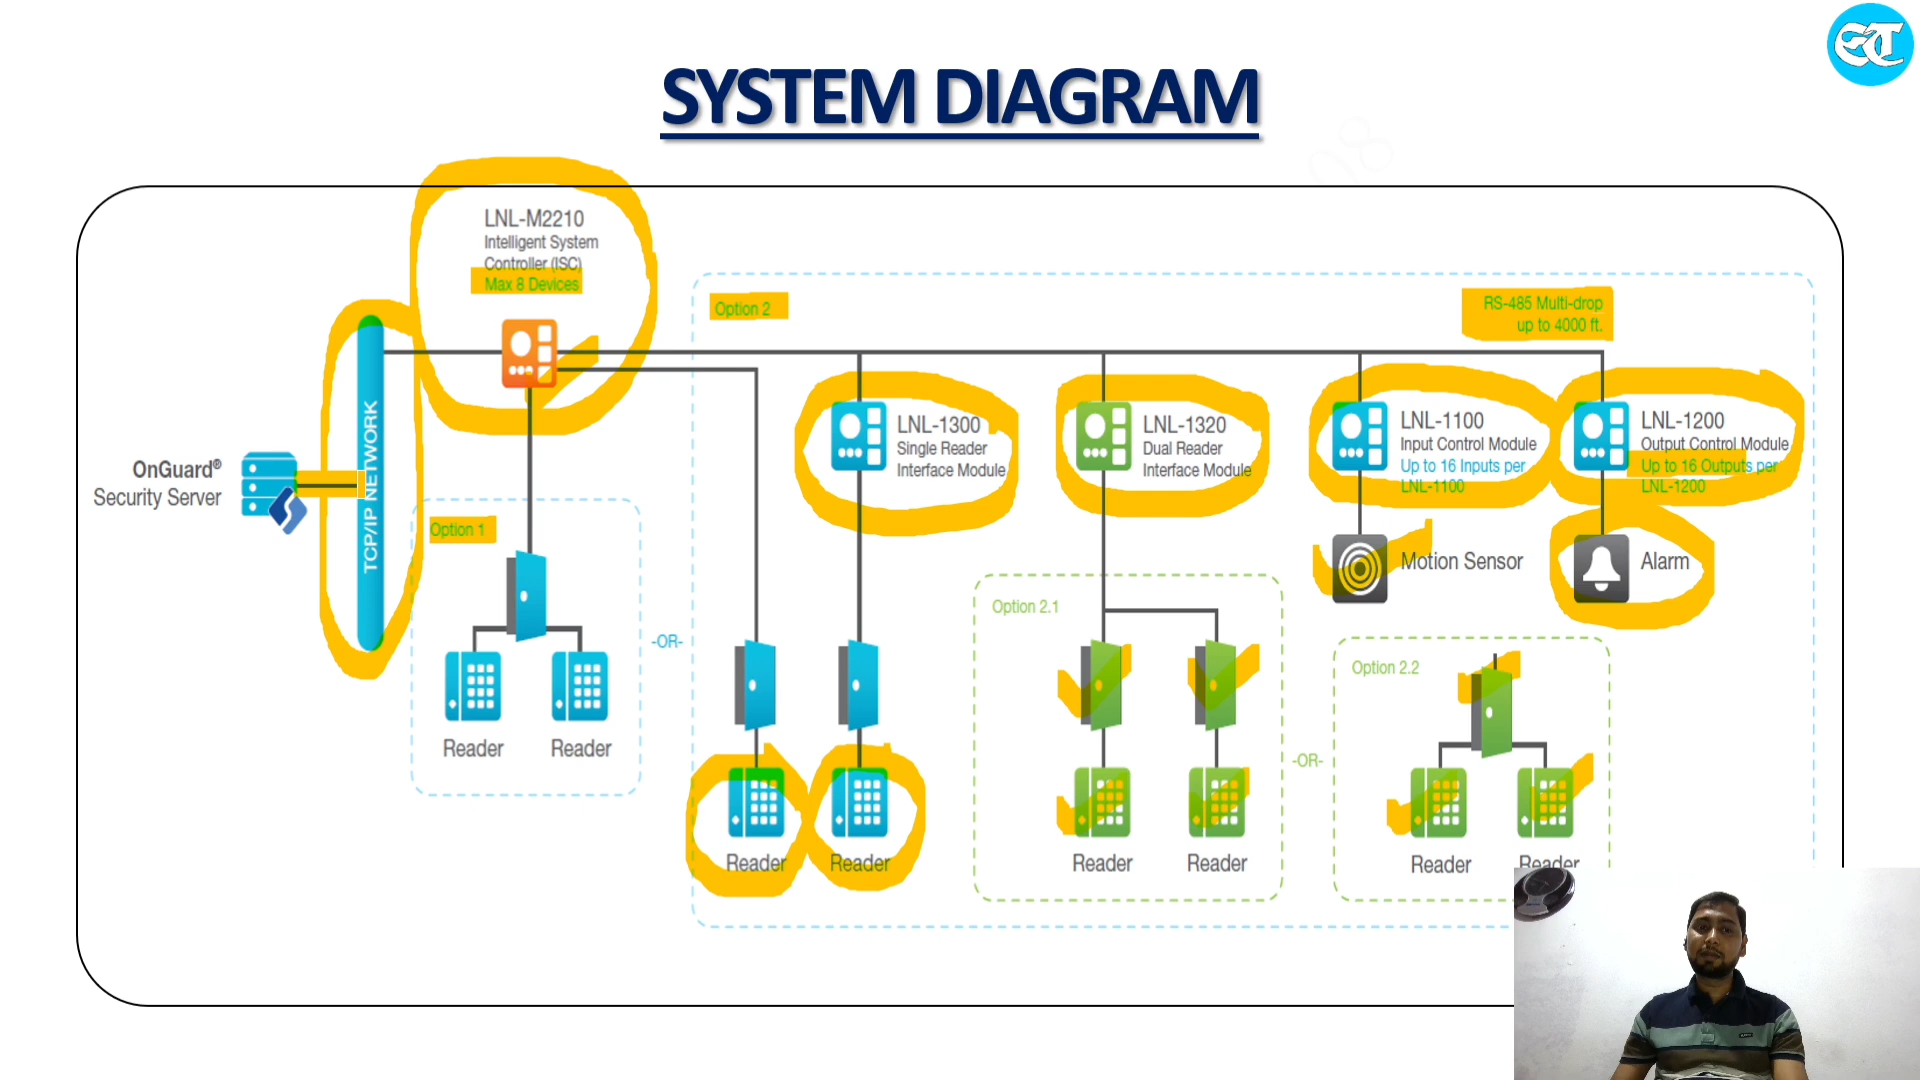 SYSTEM DIAGRAM
LNL-M2210
Intelligent System
Controller (ISC)
Max 8 Devices
Option 2
RS-485 Multi-drop
up to 4000 ft.
LNL-1300
Single Reader
Interface Module
LNL-1320
Dual Reader
Interface Module
LNL-1100
Input Control Module
Up to 16 Inputs per
LNL-1100
LNL-1200
Output Control Module
Up to 16 Outputs per
LNL-1200
OnGuard®
Security Server
TCP/IP NETWORK
Option 1
Motion Sensor
Alarm
Option 2.1
-OR-
Option 2.2
Reader
Reader
-OR-
Reader
Reader
Reader
Reader
Reader
Reader